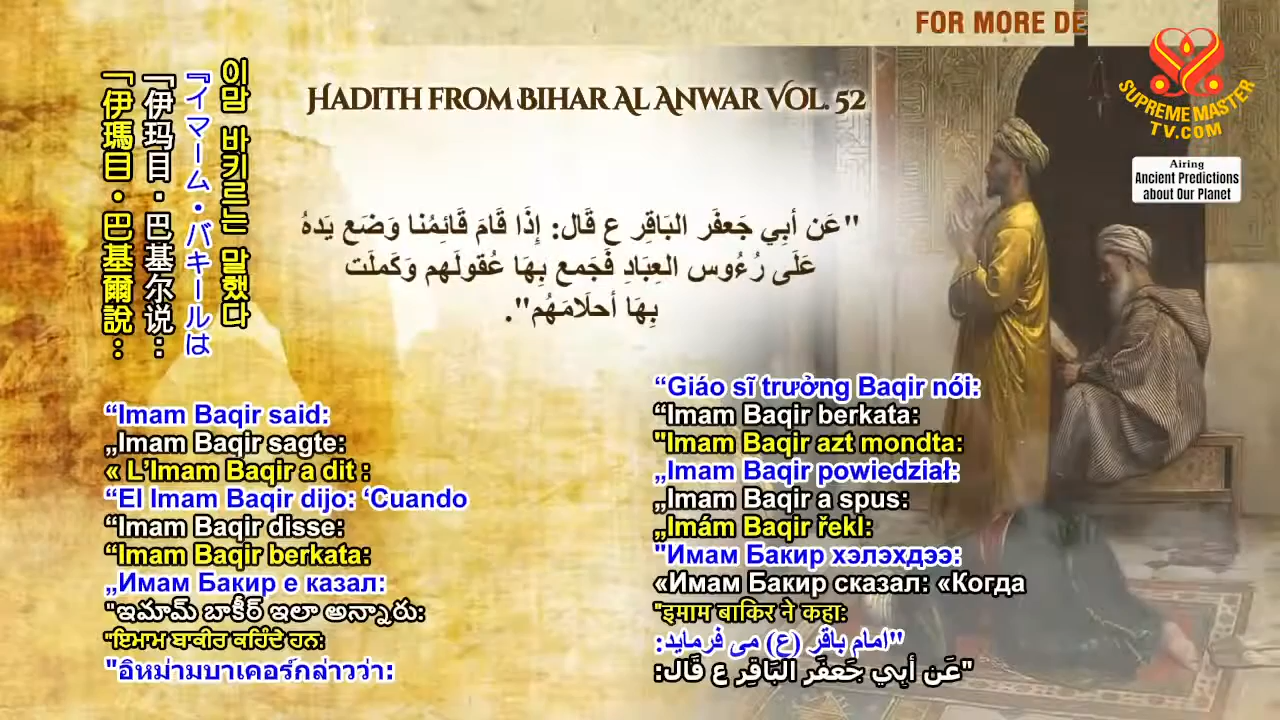 FOR MORE DE
SUPREME MASTER
TV.COM
Airing
Ancient Predictions
about Our Planet
HADITH FROM BIHAR AL ANWAR VOL. 52
"عَن أبِي جَعفَر البَاقِر ع قَال: إِذَا قَامَ قَائِمُنا وَضَع يَدهُ
عَلَى رُءُوس العِبَادِ فَجَمع بِهَا عُقولَهم وَكَملَت
بِهَا أحلَامَهُم".
이맘 바키르는 말했다
『イマーム・バキールは
「伊玛目・巴基尔说：
「伊瑪目・巴基爾說：
“Imam Baqir said:
„Imam Baqir sagte:
« L’Imam Baqir a dit :
“El Imam Baqir dijo: ‘Cuando
“Imam Baqir disse:
“Imam Baqir berkata:
„Имам Бакир е казал:
"ఇమామ్ బాకీర్ ఇలా అన్నారు:
"ਇਮਾਮ ਬਾਕੀਰ ਕਹਿੰਦੇ ਹਨ:
"อิหม่ามบาเคอร์กล่าวว่า:
“Giáo sĩ trưởng Baqir nói:
“Imam Baqir berkata:
"Imam Baqir azt mondta:
„Imam Baqir powiedział:
„Imam Baqir a spus:
„Imám Baqir řekl:
"Имам Бакир хэлэхдээ:
«Имам Бакир сказал: «Когда
"इमाम बाकिर ने कहा:
"امام باقر (ع) می فرماید:
"عَن أبِي جَعفَر البَاقِر ع قَال: